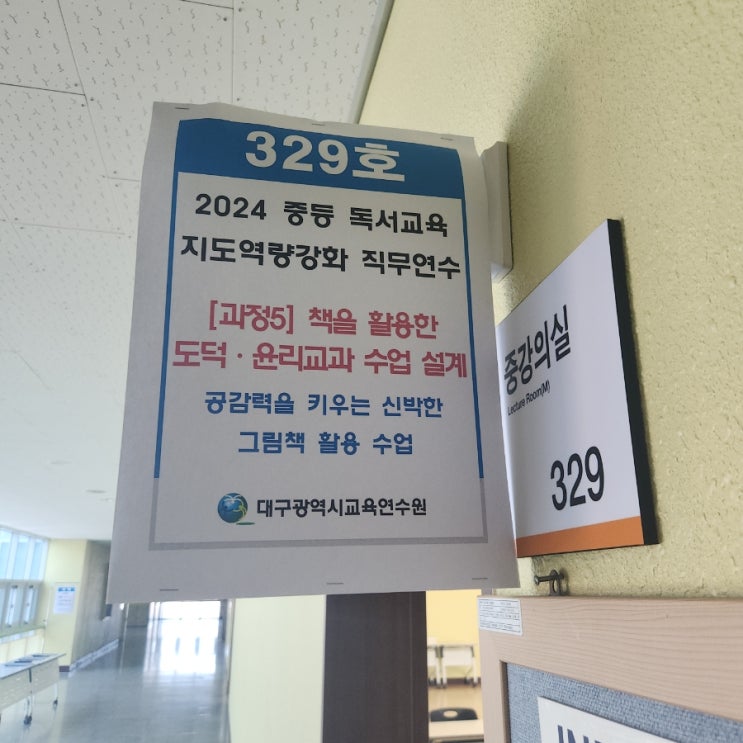 329호
2024 중등 독서교육
지도역량강화 직무연수
[과정5] 책을 활용한
도덕·윤리교과 수업 설계
공감력을 키우는 신박한
그림책 활용 수업
대구광역시교육연수원
중강의실
Lecture Room(M)
329